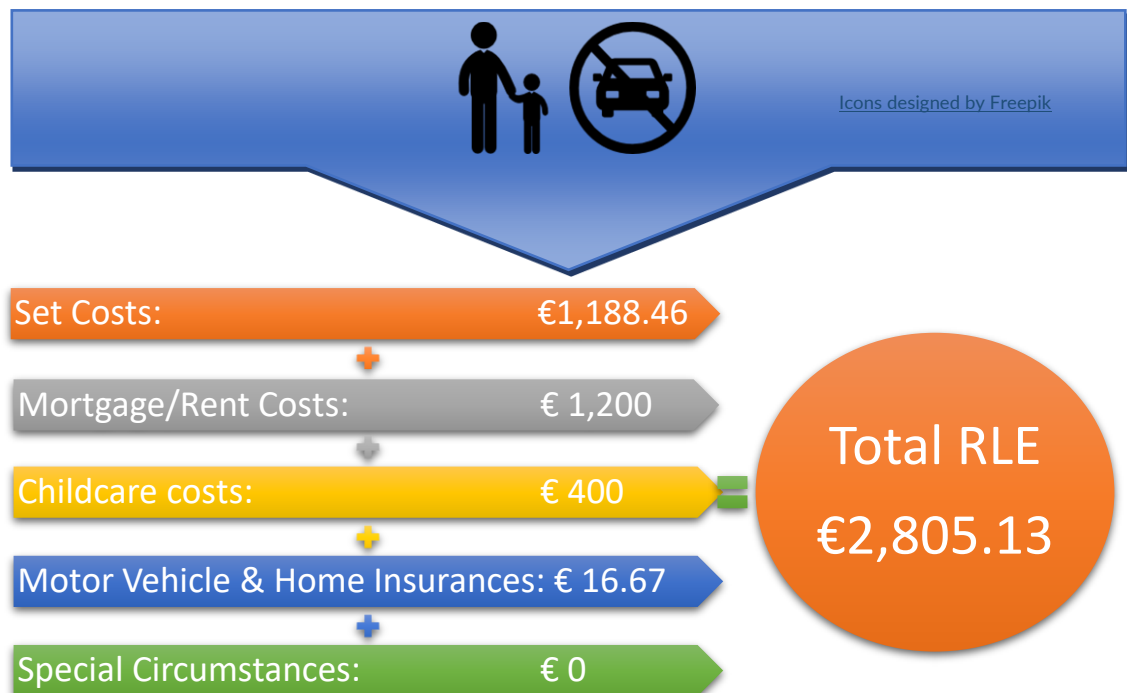 Icons designed by Freepik
Set Costs: €1,188.46
Mortgage/Rent Costs: € 1,200
Childcare costs: € 400
Motor Vehicle & Home Insurances: € 16.67
Special Circumstances: € 0
Total RLE
€2,805.13